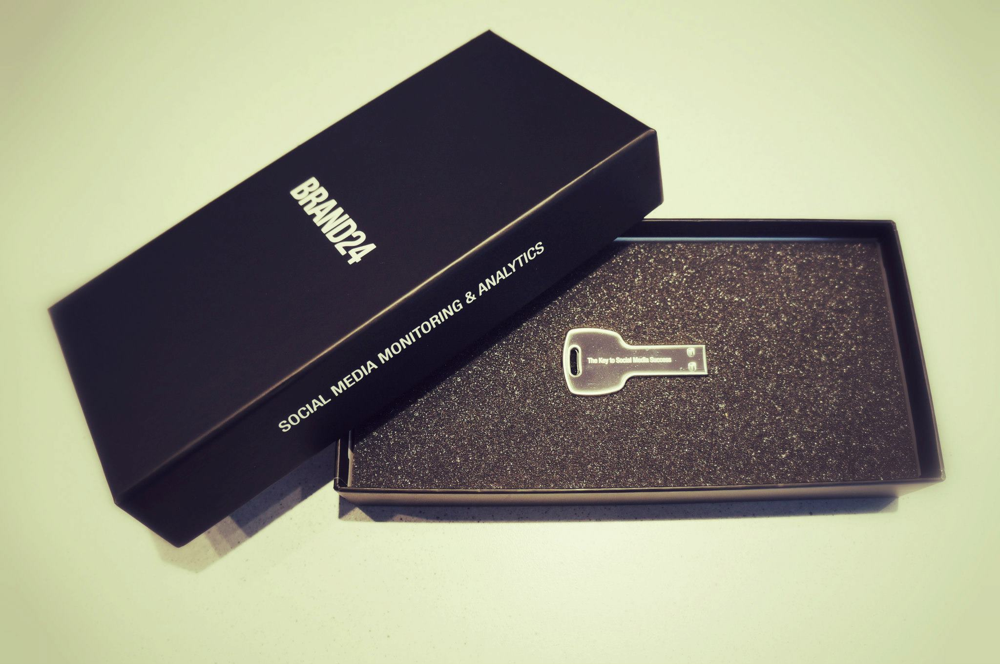 BRAND24
SOCIAL MEDIA MONITORING & ANALYTICS
The Key to Social Media Success